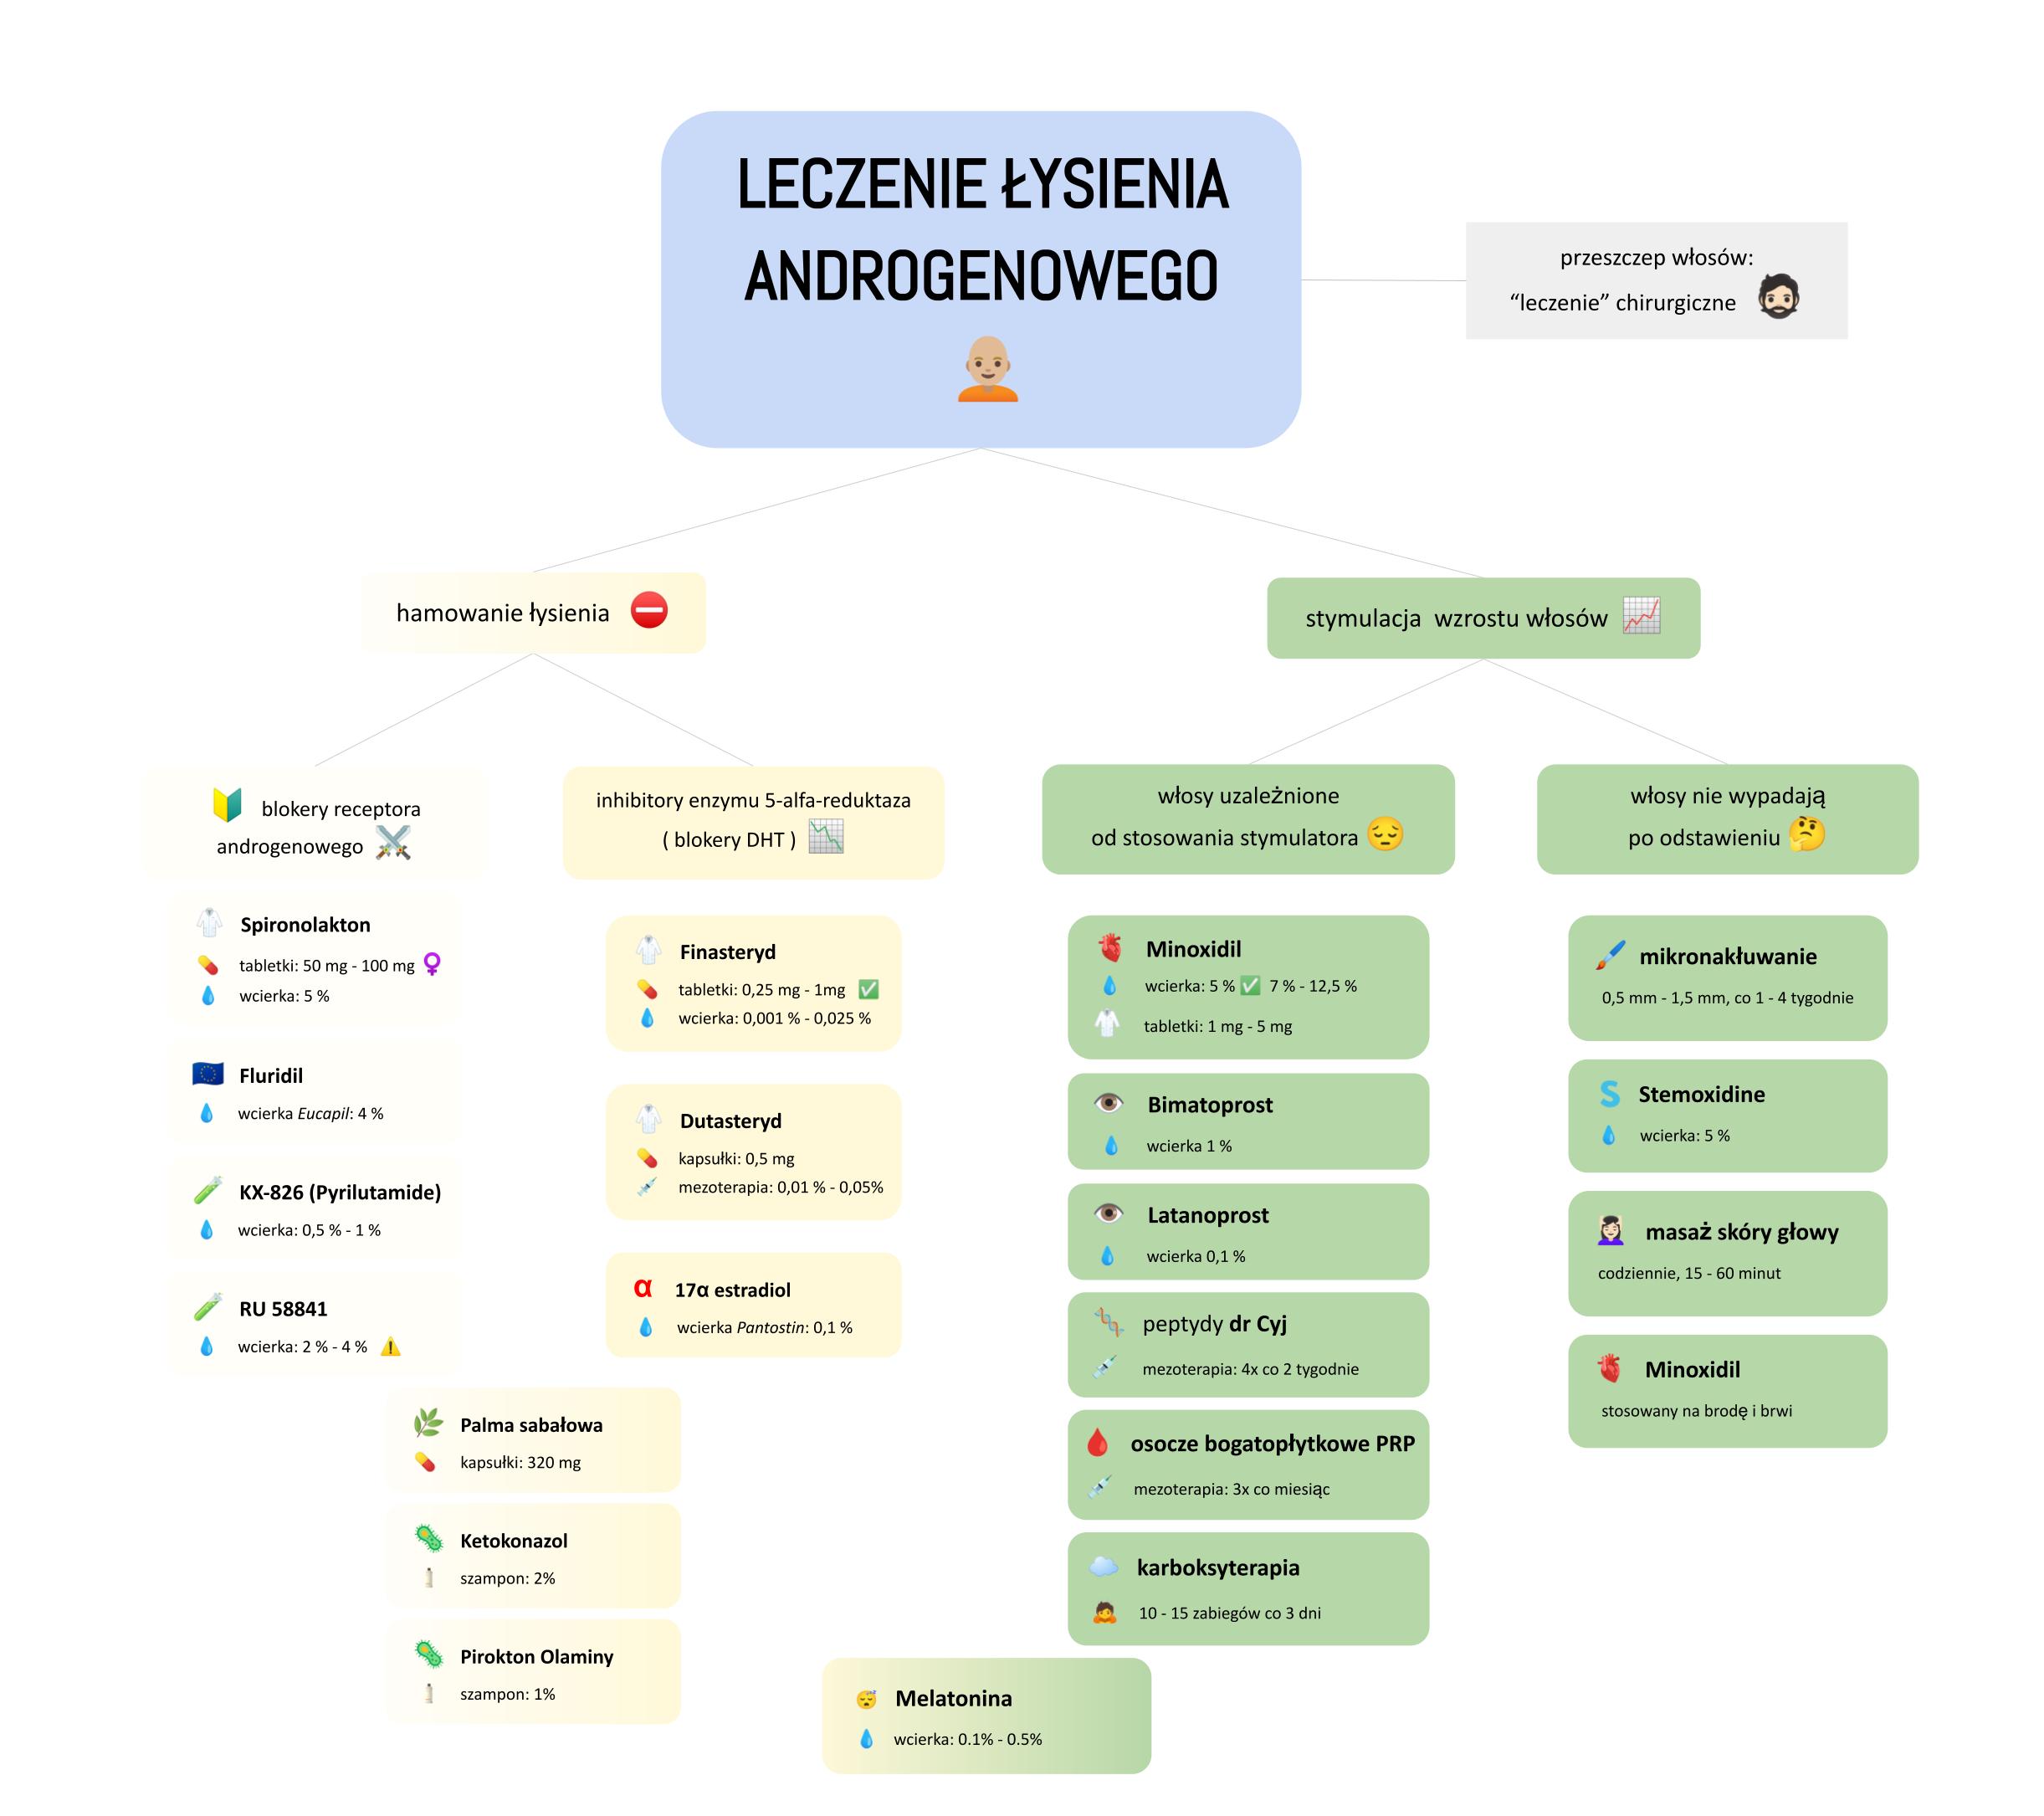 LECZENIE ŁYSIENIA
ANDROGENOWEGO
przeszczep włosów:
“leczenie” chirurgiczne
hamowanie łysienia
stymulacja wzrostu włosów
blokery receptora
androgenowego
inhibitory enzymu 5-alfa-reduktaza
( blokery DHT )
włosy uzależnione
od stosowania stymulatora
włosy nie wypadają
po odstawieniu
Spironolakton
tabletki: 50 mg - 100 mg
wcierka: 5 %
Fluridil
wcierka Eucapil: 4 %
KX-826 (Pyrilutamide)
wcierka: 0,5 % - 1 %
RU 58841
wcierka: 2 % - 4 %
Finasteryd
tabletki: 0,25 mg - 1mg
wcierka: 0,001 % - 0,025 %
Dutasteryd
kapsułki: 0,5 mg
mezoterapia: 0,01 % - 0,05%
α 17α estradiol
wcierka Pantostin: 0,1 %
Palma sabałowa
kapsułki: 320 mg
Ketokonazol
szampon: 2%
Pirokton Olaminy
szampon: 1%
Minoxidil
wcierka: 5 % ✅ 7 % - 12,5 %
tabletki: 1 mg - 5 mg
Bimatoprost
wcierka 1 %
Latanoprost
wcierka 0,1 %
peptydy dr Cyj
mezoterapia: 4x co 2 tygodnie
osocze bogatopłytkowe PRP
mezoterapia: 3x co miesiąc
karboksyterapia
10 - 15 zabiegów co 3 dni
Melatonina
wcierka: 0.1% - 0.5%
mikronakłuwanie
0,5 mm - 1,5 mm, co 1 - 4 tygodnie
S Stemoxidine
wcierka: 5 %
masaż skóry głowy
codziennie, 15 - 60 minut
Minoxidil
stosowany na brodę i brwi